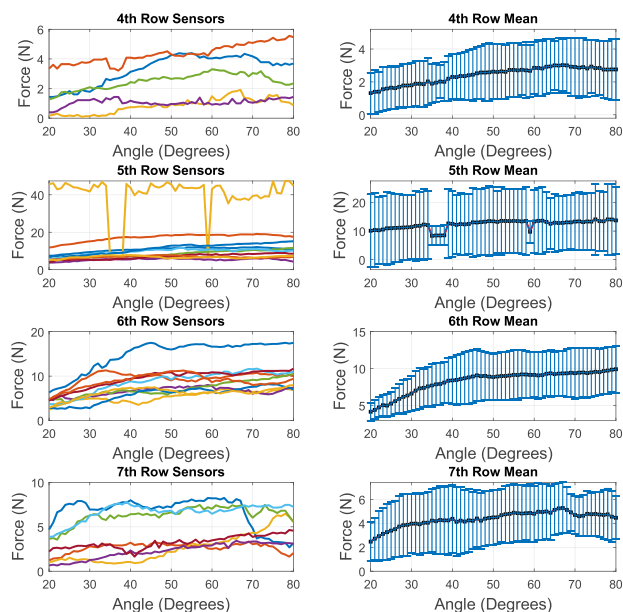 4th Row Sensors
Force (N)
6
4
2
0
20 30 40 50 60 70 80
Angle (Degrees)
4th Row Mean
Force (N)
4
2
0
20 30 40 50 60 70 80
Angle (Degrees)
5th Row Sensors
Force (N)
40
20
0
20 30 40 50 60 70 80
Angle (Degrees)
5th Row Mean
Force (N)
20
10
0
20 30 40 50 60 70 80
Angle (Degrees)
6th Row Sensors
Force (N)
20
10
0
20 30 40 50 60 70 80
Angle (Degrees)
6th Row Mean
Force (N)
15
10
5
20 30 40 50 60 70 80
Angle (Degrees)
7th Row Sensors
Force (N)
10
5
0
20 30 40 50 60 70 80
Angle (Degrees)
7th Row Mean
Force (N)
6
4
2
0
20 30 40 50 60 70 80
Angle (Degrees)